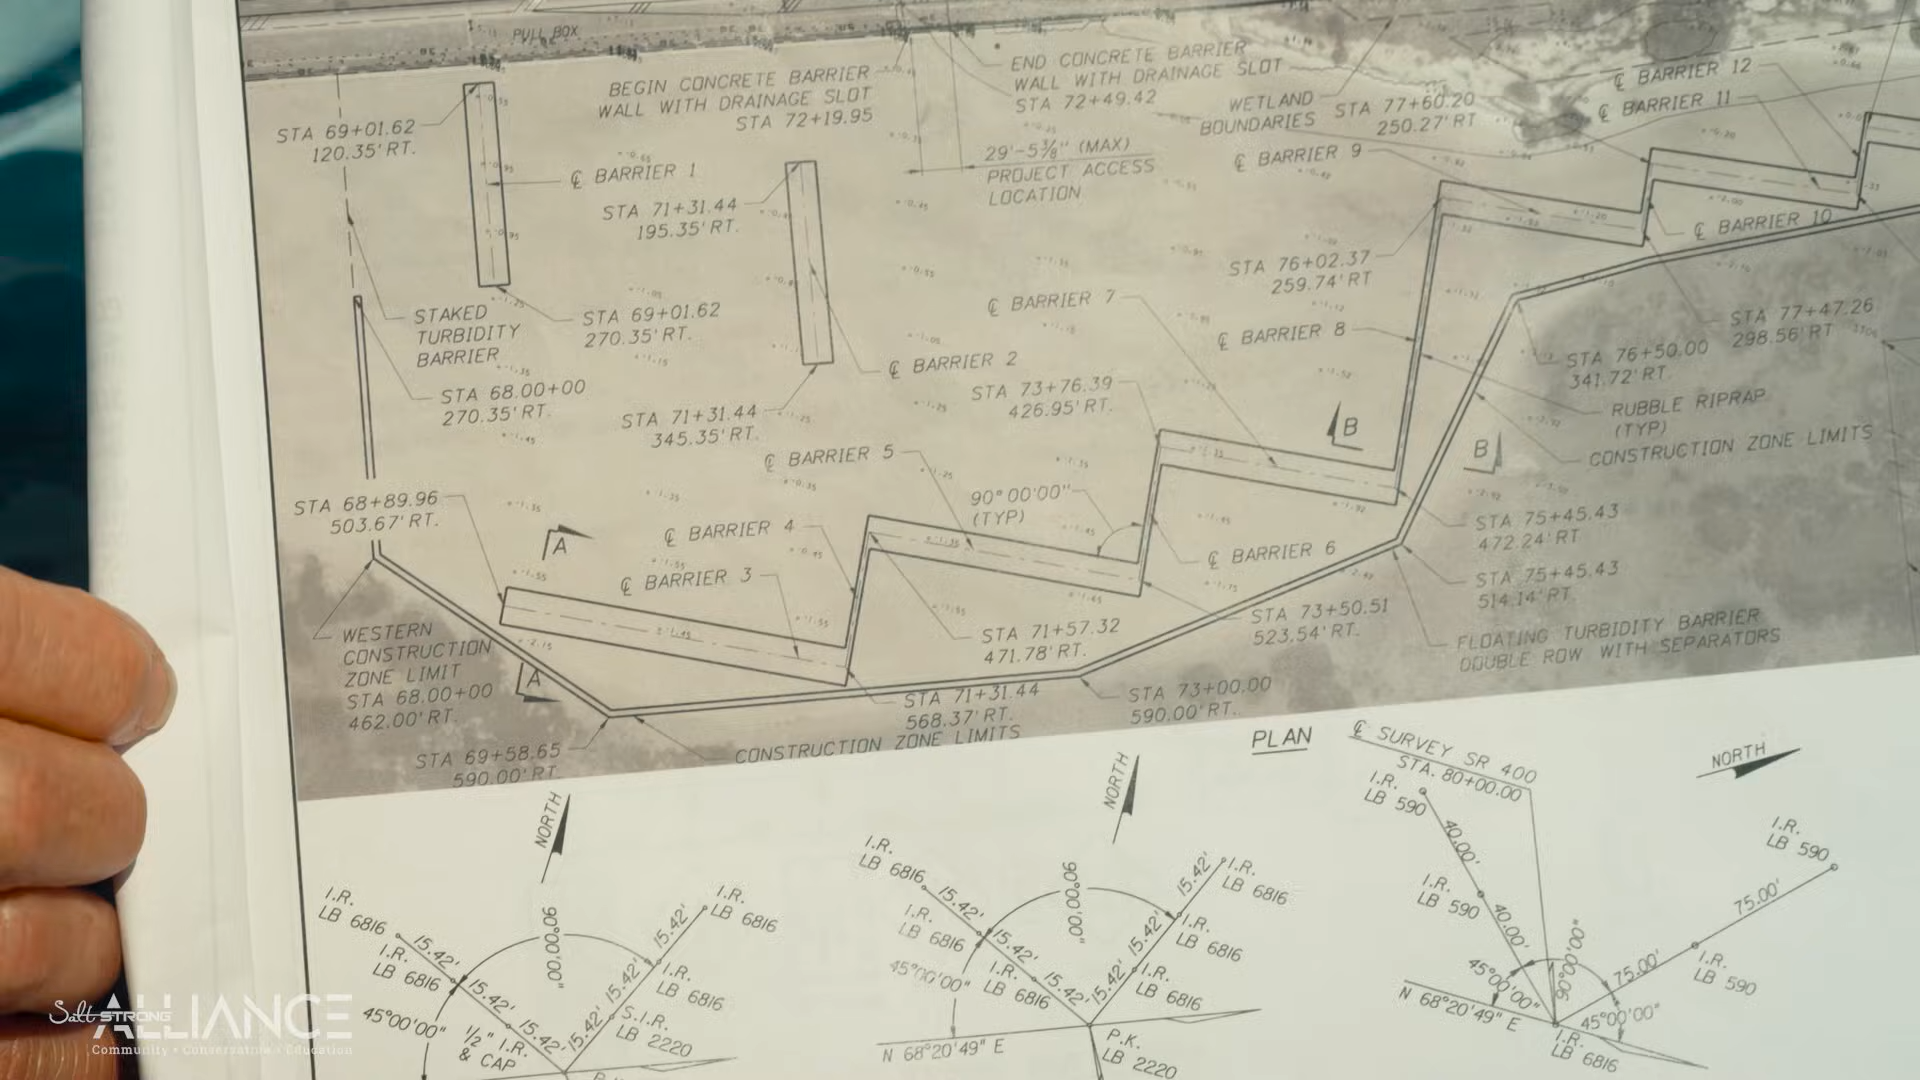 PULL BOX
BEGIN CONCRETE BARRIER
WALL WITH DRAINAGE SLOT
STA 72+19.95
END CONCRETE BARRIER
WALL WITH DRAINAGE SLOT
STA 72+49.42
WETLAND
BOUNDARIES
STA 77+60.20
250.27' RT
℄ BARRIER 12
℄ BARRIER 11
STA 69+01.62
120.35' RT.
℄ BARRIER 1
STA 71+31.44
195.35' RT.
29'-5⅜" (MAX)
PROJECT ACCESS
LOCATION
℄ BARRIER 9
℄ BARRIER 10
STAKED
TURBIDITY
BARRIER
STA 69+01.62
270.35' RT.
STA 68.00+00
270.35' RT.
℄ BARRIER 2
STA 71+31.44
345.35' RT.
℄ BARRIER 7
STA 76+02.37
259.74' RT
℄ BARRIER 8
STA 73+76.39
426.95' RT.
STA 77+47.26
298.56' RT
STA 76+50.00
341.72' RT.
RUBBLE RIPRAP
(TYP)
CONSTRUCTION ZONE LIMITS
B
B
℄ BARRIER 5
90°00'00"
(TYP)
STA 68+89.96
503.67' RT.
A
℄ BARRIER 4
℄ BARRIER 3
℄ BARRIER 6
STA 75+45.43
472.24' RT
STA 75+45.43
514.14' RT.
STA 71+57.32
471.78' RT.
STA 73+50.51
523.54' RT.
FLOATING TURBIDITY BARRIER
DOUBLE ROW WITH SEPARATORS
WESTERN
CONSTRUCTION
ZONE LIMIT
STA 68.00+00
462.00' RT.
A
STA 71+31.44
568.37' RT.
STA 73+00.00
590.00' RT.
STA 69+58.65
590.00' RT.
CONSTRUCTION ZONE LIMITS
PLAN
NORTH
I.R.
LB 6816
15.42'
I.R.
LB 6816
15.42'
15.42'
90°00'00"
45°00'00"
½" I.R.
& CAP
15.42'
I.R.
LB 6816
15.42'
I.R.
LB 6816
15.42'
S.I.R.
LB 2220
NORTH
I.R.
LB 6816
15.42'
I.R.
LB 6816
15.42'
I.R.
LB 6816
15.42'
90°00'00"
45°00'00"
15.42'
I.R.
LB 6816
15.42'
I.R.
LB 6816
15.42'
I.R.
LB 6816
N 68°20'49" E
P.K.
LB 2220
℄ SURVEY SR 400
STA. 80+00.00
NORTH
I.R.
LB 590
40.00'
I.R.
LB 590
40.00'
90°00'00"
45°00'00"
75.00'
I.R.
LB 590
75.00'
I.R.
LB 590
45°00'00"
N 68°20'49" E
I.R.
LB 6816
Salt STRONG
ALLIANCE
Community • Conservation • Education